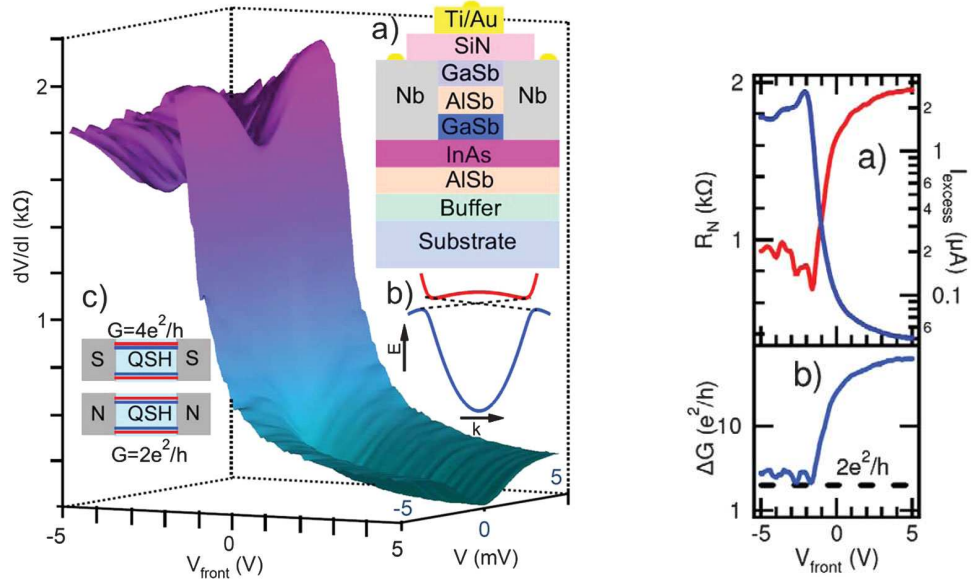 a)
Ti/Au
SiN
GaSb
Nb
AlSb
Nb
GaSb
InAs
AlSb
Buffer
Substrate
b)
E
k
c)
G=4e²/h
S QSH S
N QSH N
G=2e²/h
dV/dI (kΩ)
2
1
-5
0
5
V_front (V)
-5
0
5
V (mV)
a)
R_N (kΩ)
2
1
I_excess (μA)
2
1
6
4
3
2
0.1
6
b)
ΔG (e²/h)
10
1
2e²/h
-5
0
5
V_front (V)